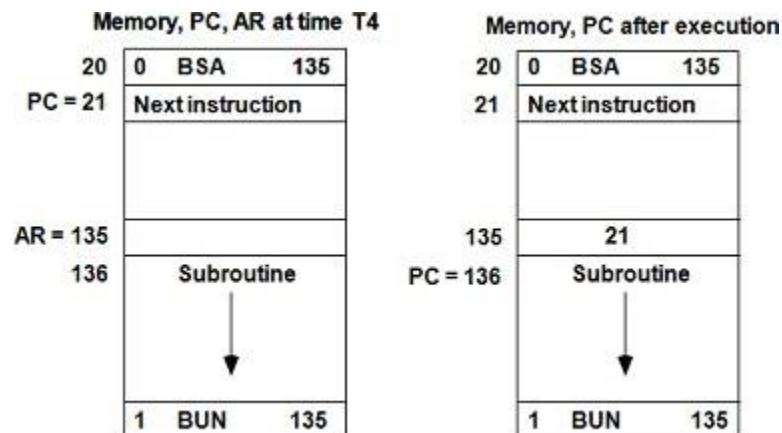 Memory, PC, AR at time T4
20 0 BSA 135
PC = 21 Next instruction
AR = 135
136 Subroutine
1 BUN 135
Memory, PC after execution
20 0 BSA 135
21 Next instruction
135 21
PC = 136 Subroutine
1 BUN 135